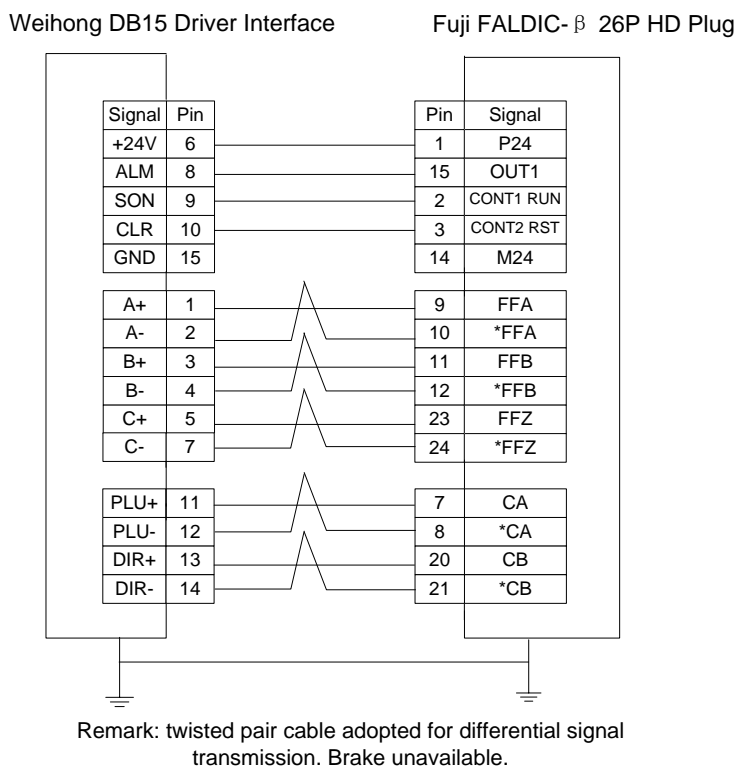 Weihong DB15 Driver Interface Fuji FALDIC-β 26P HD Plug
Signal Pin Pin Signal
+24V 6 1 P24
ALM 8 15 OUT1
SON 9 2 CONT1 RUN
CLR 10 3 CONT2 RST
GND 15 14 M24
A+ 1 9 FFA
A- 2 10 *FFA
B+ 3 11 FFB
B- 4 12 *FFB
C+ 5 23 FFZ
C- 7 24 *FFZ
PLU+ 11 7 CA
PLU- 12 8 *CA
DIR+ 13 20 CB
DIR- 14 21 *CB
Remark: twisted pair cable adopted for differential signal
transmission. Brake unavailable.